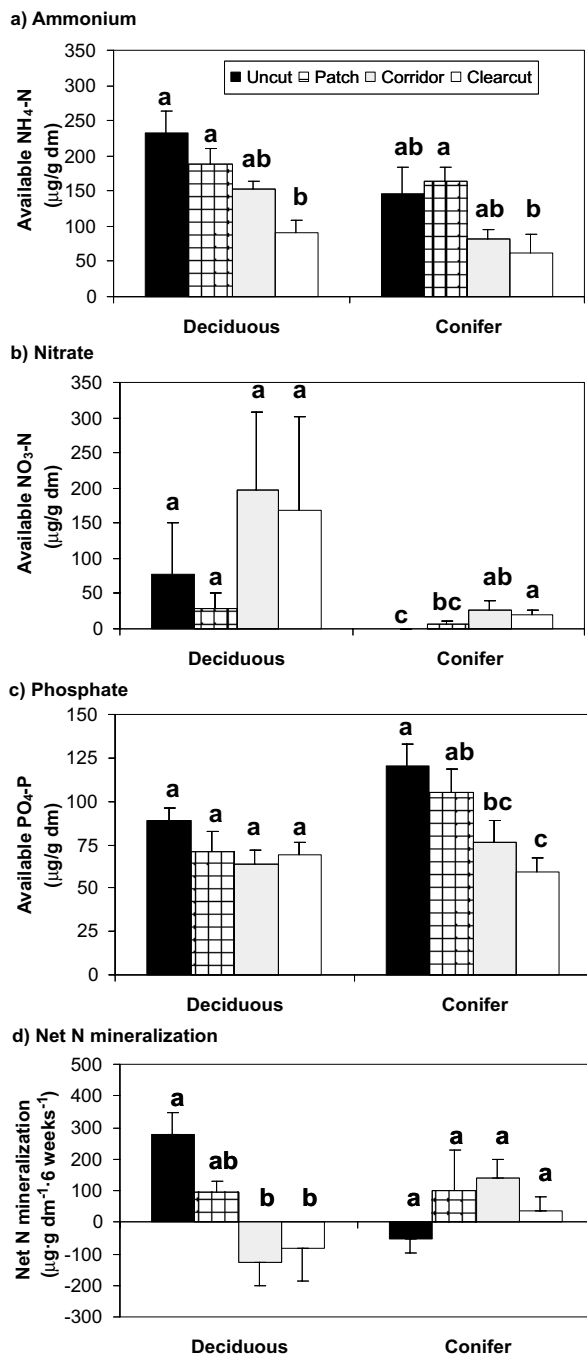 a) Ammonium
350
300
250
200
150
100
50
0
Available NH₄-N
(μg/g dm)
Uncut Patch Corridor Clearcut
a a ab b ab a ab b
Deciduous Conifer
b) Nitrate
350
300
250
200
150
100
50
0
Available NO₃-N
(μg/g dm)
a a a a c bc ab a
Deciduous Conifer
c) Phosphate
150
125
100
75
50
25
0
Available PO₄-P
(μg/g dm)
a a a a a ab bc c
Deciduous Conifer
d) Net N mineralization
500
400
300
200
100
0
-100
-200
-300
Net N mineralization
(μg·g dm⁻¹·6 weeks⁻¹)
a ab b b a a a a
Deciduous Conifer